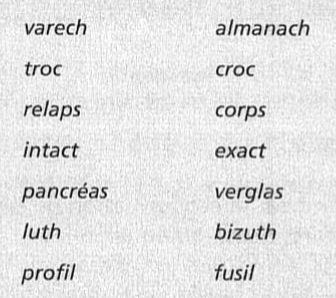 varech almanach
troc croc
relaps corps
intact exact
pancréas verglas
luth bizuth
profil fusil